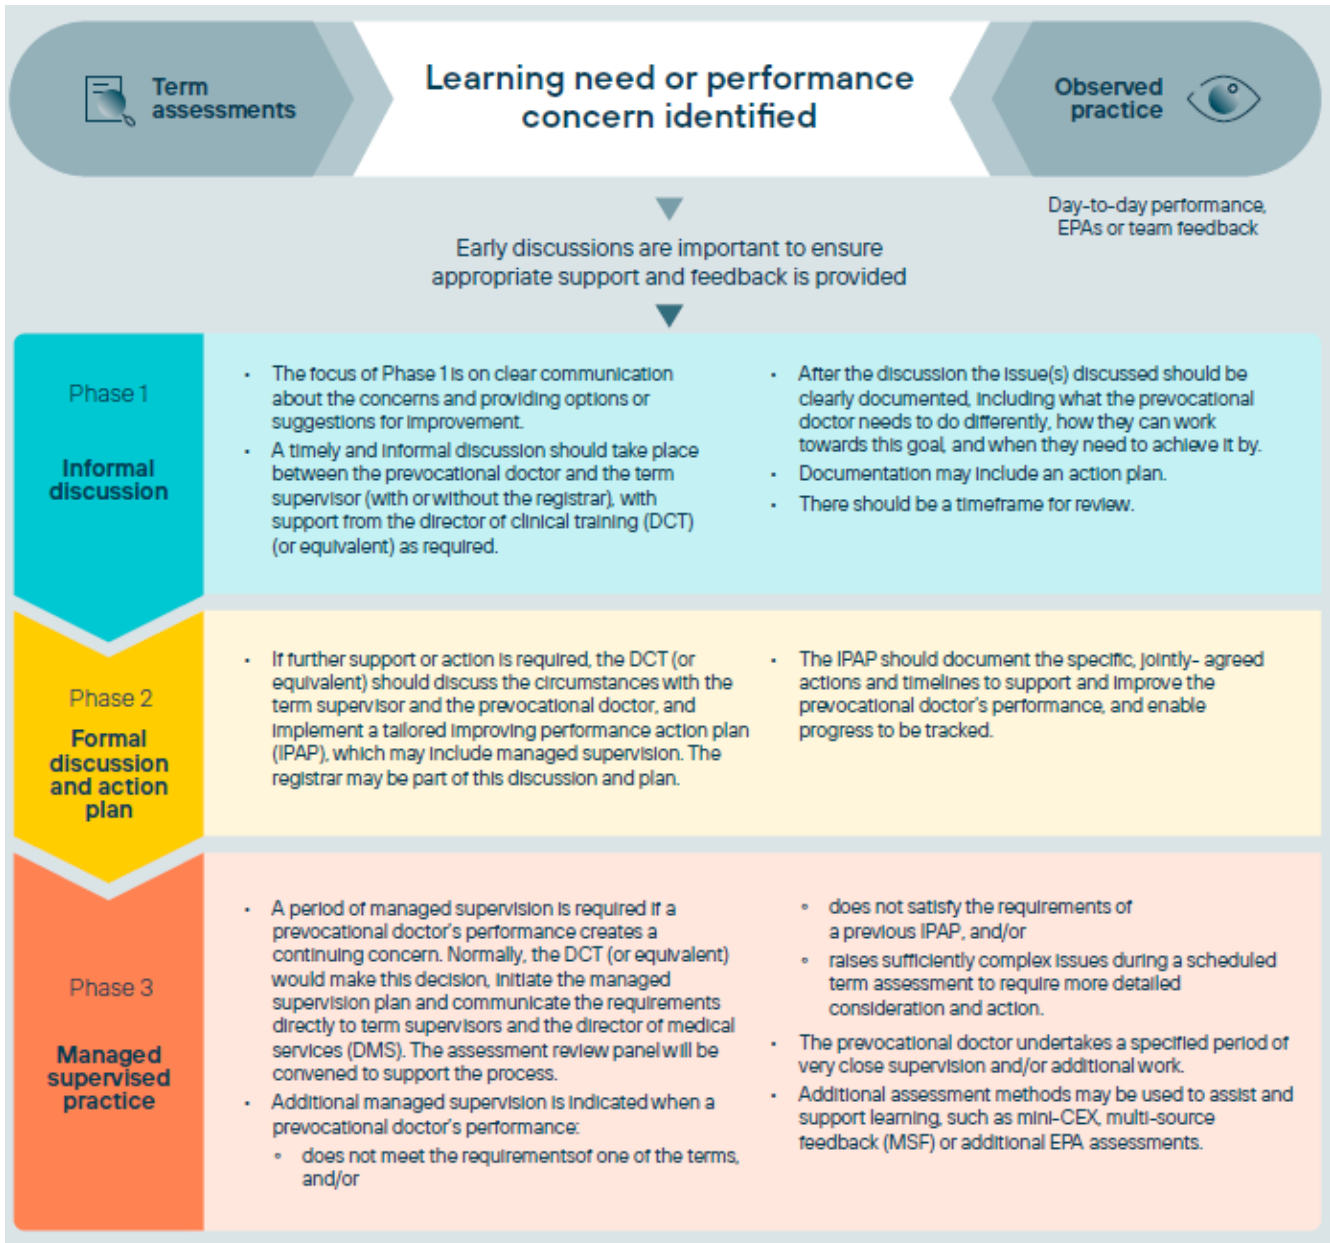 Term
assessments
Learning need or performance
concern identified
Observed
practice
Day-to-day performance,
EPAs or team feedback
Early discussions are important to ensure
appropriate support and feedback is provided
Phase 1
Informal
discussion
• The focus of Phase 1 is on clear communication
about the concerns and providing options or
suggestions for improvement.
• A timely and informal discussion should take place
between the prevocational doctor and the term
supervisor (with or without the registrar), with
support from the director of clinical training (DCT)
(or equivalent) as required.
• After the discussion the issue(s) discussed should be
clearly documented, including what the prevocational
doctor needs to do differently, how they can work
towards this goal, and when they need to achieve it by.
• Documentation may include an action plan.
• There should be a timeframe for review.
Phase 2
Formal
discussion
and action
plan
• If further support or action is required, the DCT (or
equivalent) should discuss the circumstances with the
term supervisor and the prevocational doctor, and
implement a tailored improving performance action plan
(IPAP), which may include managed supervision. The
registrar may be part of this discussion and plan.
• The IPAP should document the specific, jointly- agreed
actions and timelines to support and improve the
prevocational doctor's performance, and enable
progress to be tracked.
Phase 3
Managed
supervised
practice
• A period of managed supervision is required if a
prevocational doctor's performance creates a
continuing concern. Normally, the DCT (or equivalent)
would make this decision, initiate the managed
supervision plan and communicate the requirements
directly to term supervisors and the director of medical
services (DMS). The assessment review panel will be
convened to support the process.
• Additional managed supervision is indicated when a
prevocational doctor's performance:
° does not meet the requirementsof one of the terms,
and/or
° does not satisfy the requirements of
a previous IPAP, and/or
° raises sufficiently complex issues during a scheduled
term assessment to require more detailed
consideration and action.
• The prevocational doctor undertakes a specified period of
very close supervision and/or additional work.
• Additional assessment methods may be used to assist and
support learning, such as mini-CEX, multi-source
feedback (MSF) or additional EPA assessments.